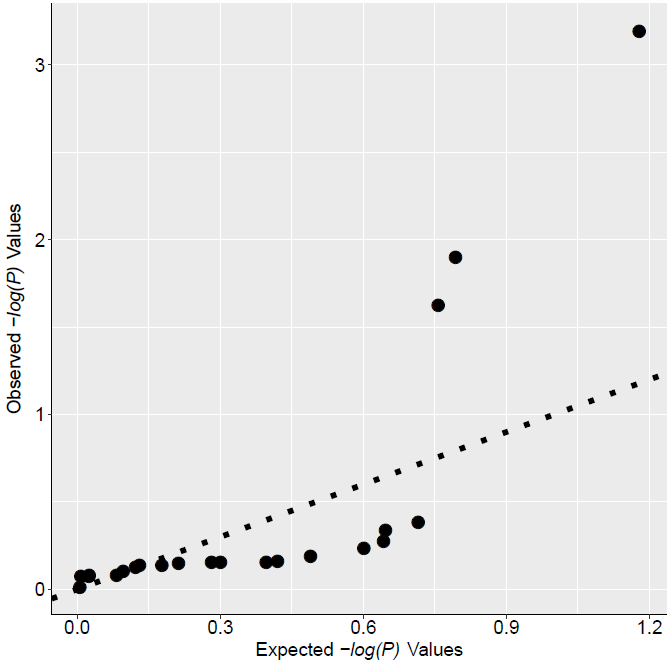 Observed −log(P) Values
3
2
1
0
0.0 0.3 0.6 0.9 1.2
Expected −log(P) Values